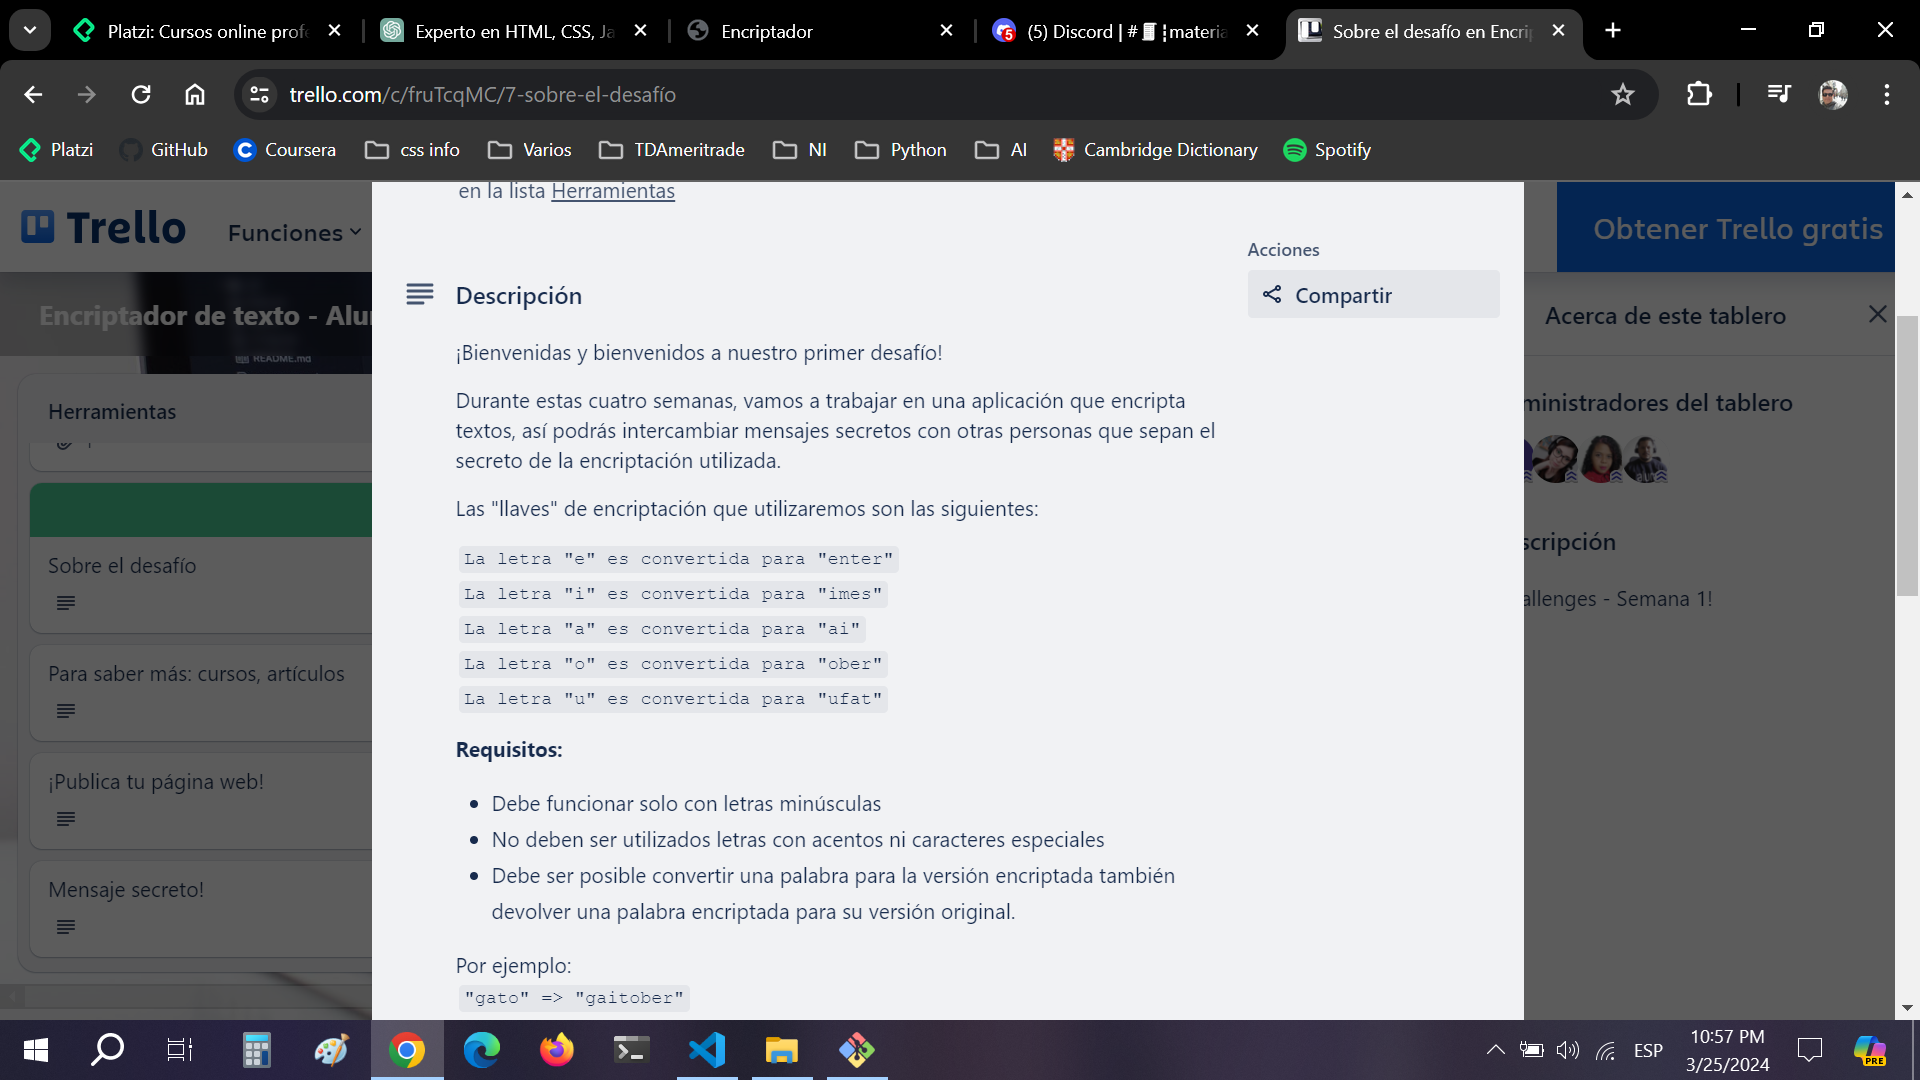 Platzi: Cursos online profe
Experto en HTML, CSS, Ja
Encriptador
(5) Discord | # ¦materia
Sobre el desafío en Encrip
trello.com/c/fruTcqMC/7-sobre-el-desafío
Platzi
GitHub
Coursera
css info
Varios
TDAmeritrade
NI
Python
AI
Cambridge Dictionary
Spotify
Trello
Funciones
en la lista Herramientas
Obtener Trello gratis
Acciones
Compartir
Encriptador de texto - Alu
README.md
Descripción
Acerca de este tablero
¡Bienvenidas y bienvenidos a nuestro primer desafío!
Durante estas cuatro semanas, vamos a trabajar en una aplicación que encripta
textos, así podrás intercambiar mensajes secretos con otras personas que sepan el
secreto de la encriptación utilizada.
Las "llaves" de encriptación que utilizaremos son las siguientes:
La letra "e" es convertida para "enter"
La letra "i" es convertida para "imes"
La letra "a" es convertida para "ai"
La letra "o" es convertida para "ober"
La letra "u" es convertida para "ufat"
Requisitos:
Debe funcionar solo con letras minúsculas
No deben ser utilizados letras con acentos ni caracteres especiales
Debe ser posible convertir una palabra para la versión encriptada también
devolver una palabra encriptada para su versión original.
Por ejemplo:
"gato" => "gaitober"
Herramientas
Sobre el desafío
Para saber más: cursos, artículos
¡Publica tu página web!
Mensaje secreto!
ministradores del tablero
scripción
allenges - Semana 1!
ESP
10:57 PM
3/25/2024
PRE